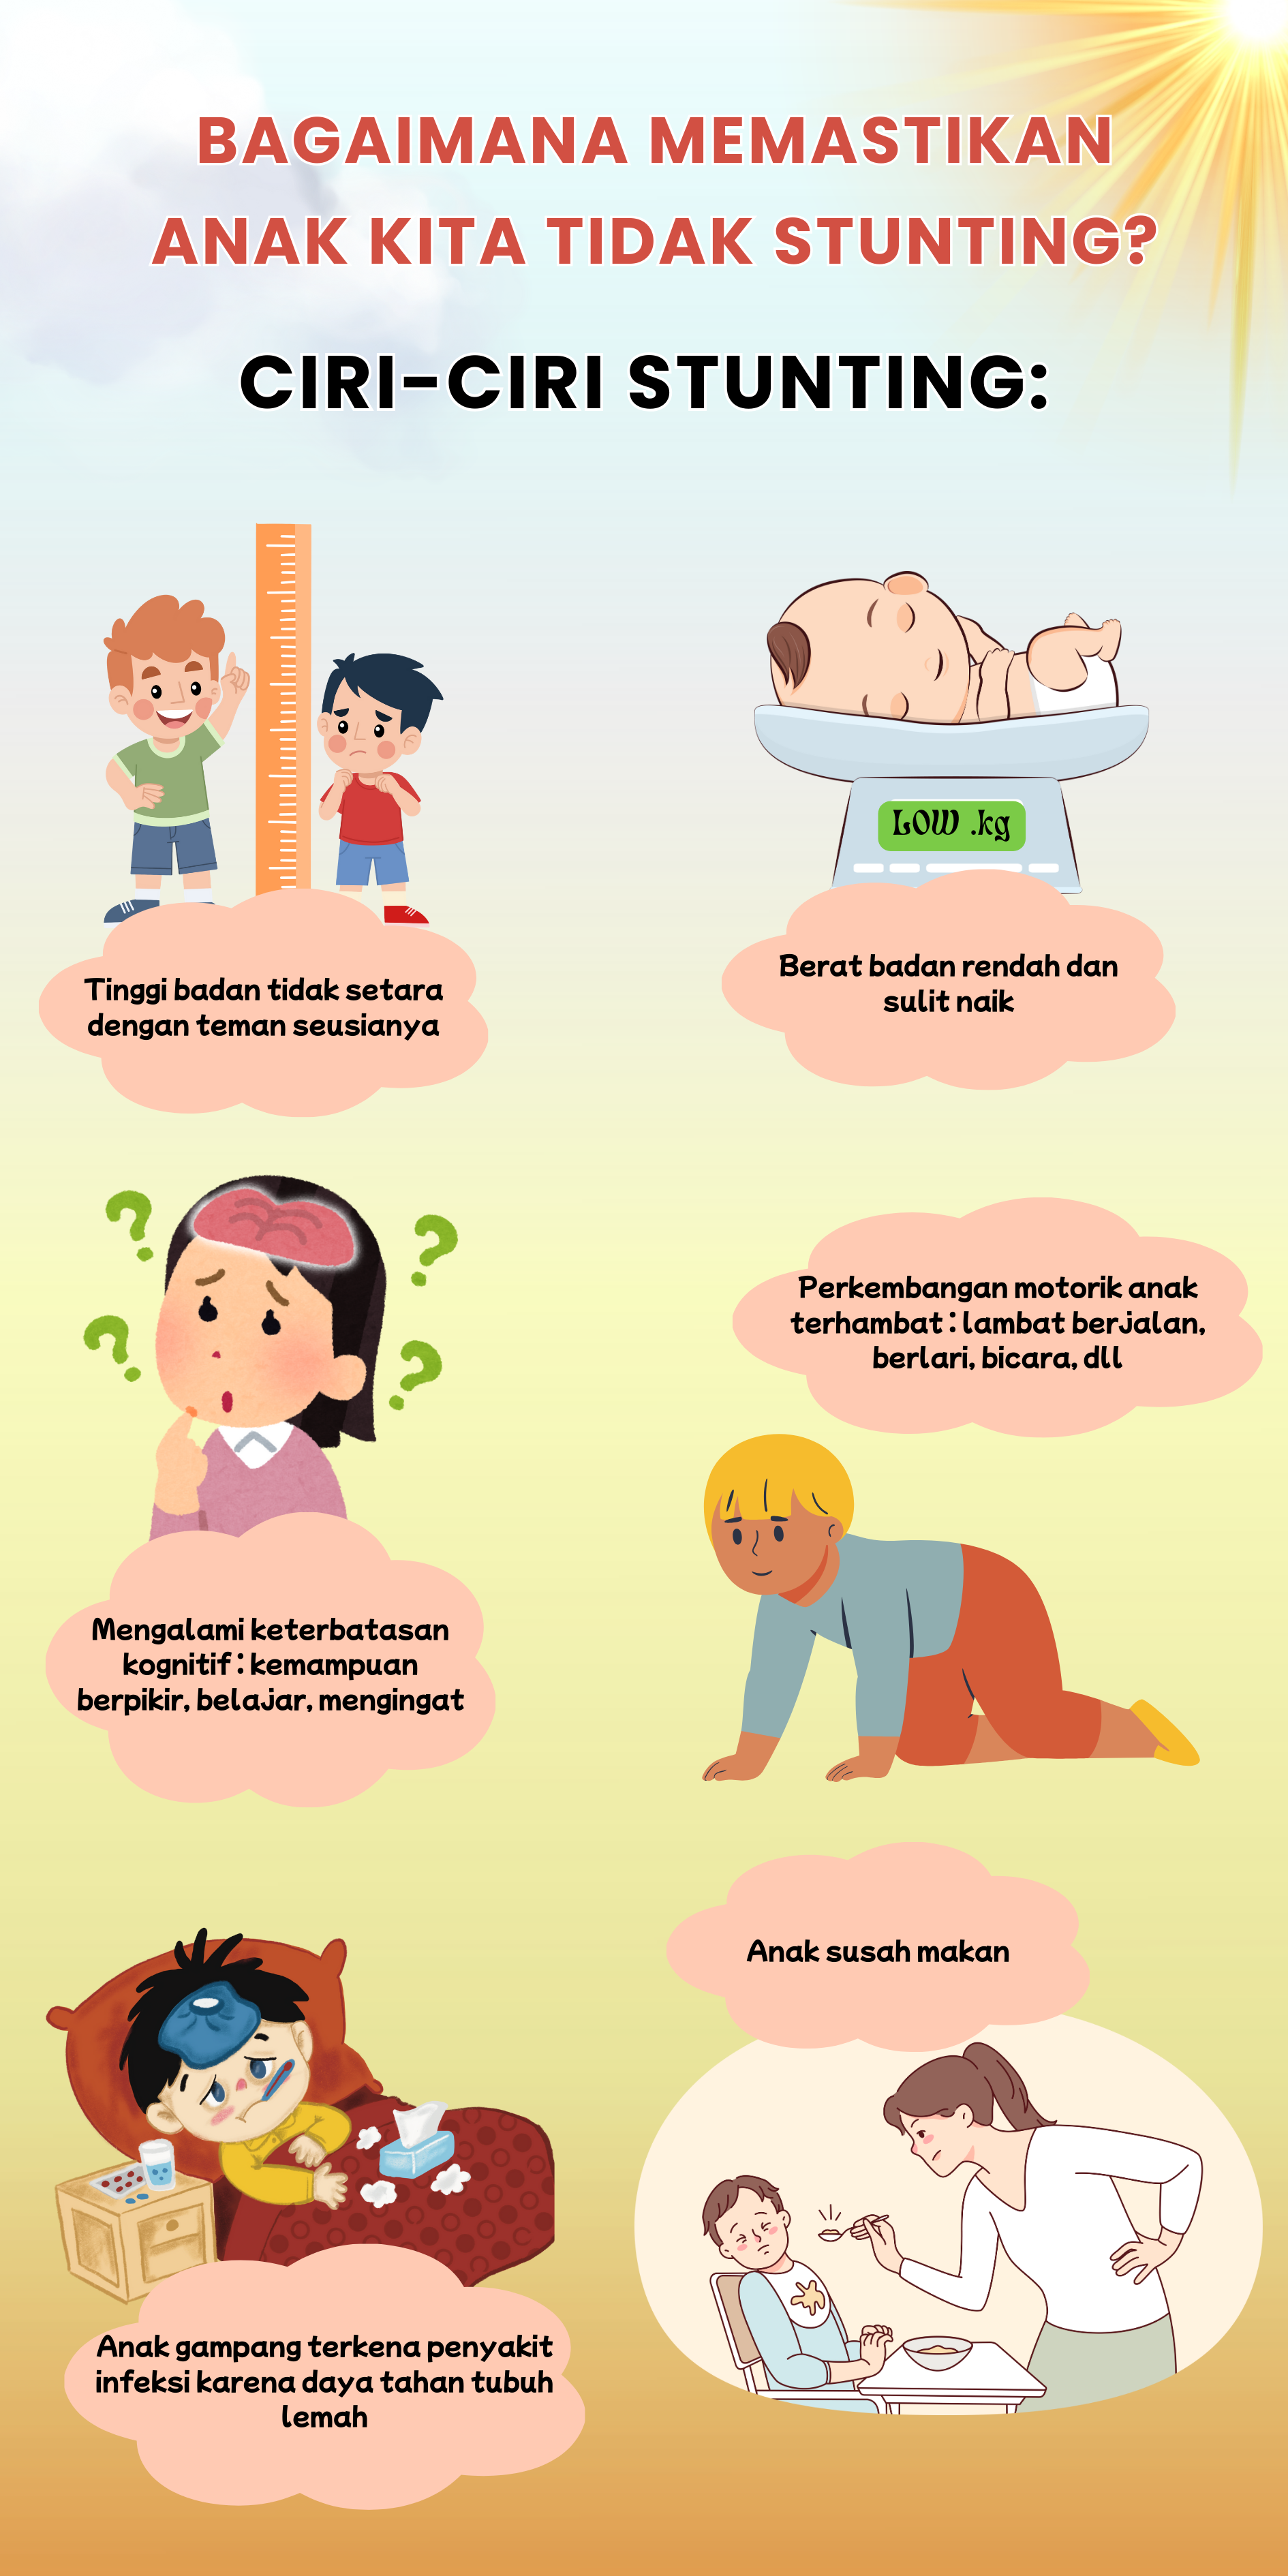 BAGAIMANA MEMASTIKAN
ANAK KITA TIDAK STUNTING?
CIRI-CIRI STUNTING:
LOW .kg
Tinggi badan tidak setara
dengan teman seusianya
Berat badan rendah dan
sulit naik
Perkembangan motorik anak
terhambat : lambat berjalan,
berlari, bicara, dll
Mengalami keterbatasan
kognitif : kemampuan
berpikir, belajar, mengingat
Anak susah makan
Anak gampang terkena penyakit
infeksi karena daya tahan tubuh
lemah